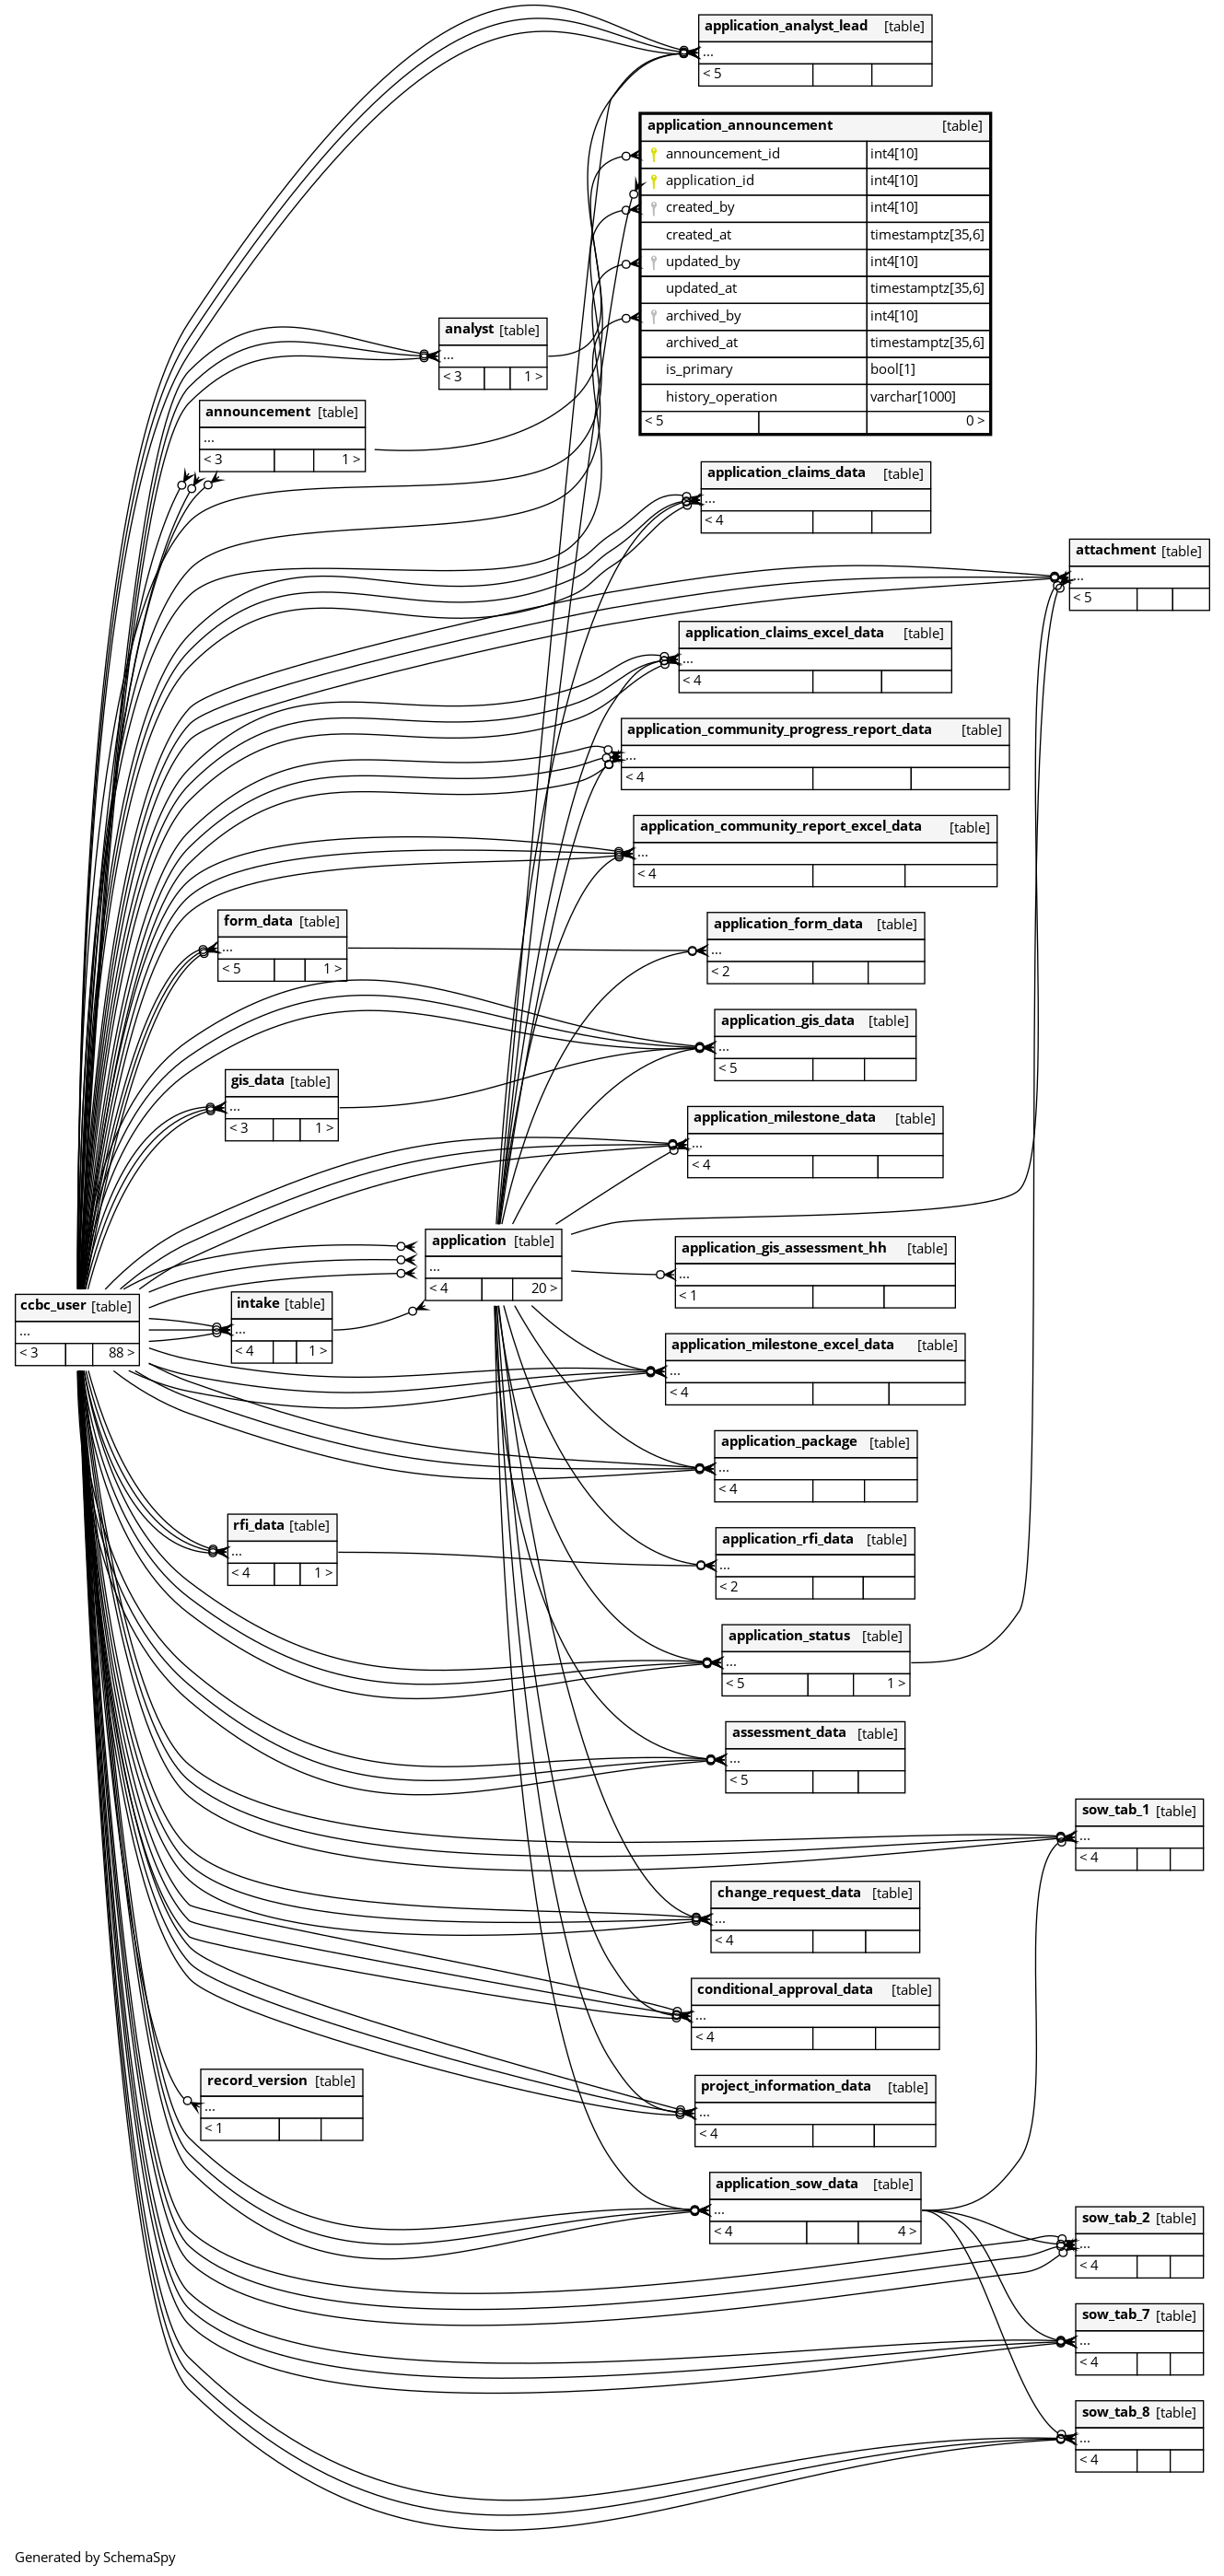 application_analyst_lead [table]
...
< 5
application_announcement [table]
announcement_id int4[10]
application_id int4[10]
created_by int4[10]
created_at timestamptz[35,6]
updated_by int4[10]
updated_at timestamptz[35,6]
archived_by int4[10]
archived_at timestamptz[35,6]
is_primary bool[1]
history_operation varchar[1000]
< 5 0 >
analyst [table]
...
< 3 1 >
announcement [table]
...
< 3 1 >
application_claims_data [table]
...
< 4
attachment [table]
...
< 5
application_claims_excel_data [table]
...
< 4
application_community_progress_report_data [table]
...
< 4
application_community_report_excel_data [table]
...
< 4
form_data [table]
...
< 5 1 >
application_form_data [table]
...
< 2
application_gis_data [table]
...
< 5
gis_data [table]
...
< 3 1 >
application_milestone_data [table]
...
< 4
application [table]
...
< 4 20 >
application_gis_assessment_hh [table]
...
< 1
ccbc_user [table]
...
< 3 88 >
intake [table]
...
< 4 1 >
application_milestone_excel_data [table]
...
< 4
application_package [table]
...
< 4
rfi_data [table]
...
< 4 1 >
application_rfi_data [table]
...
< 2
application_status [table]
...
< 5 1 >
assessment_data [table]
...
< 5
sow_tab_1 [table]
...
< 4
change_request_data [table]
...
< 4
conditional_approval_data [table]
...
< 4
record_version [table]
...
< 1
project_information_data [table]
...
< 4
application_sow_data [table]
...
< 4 4 >
sow_tab_2 [table]
...
< 4
sow_tab_7 [table]
...
< 4
sow_tab_8 [table]
...
< 4
Generated by SchemaSpy